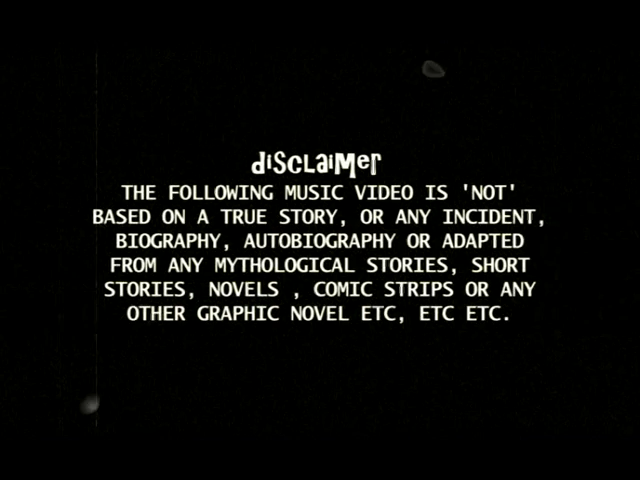 disclaimer
THE FOLLOWING MUSIC VIDEO IS 'NOT'
BASED ON A TRUE STORY, OR ANY INCIDENT,
BIOGRAPHY, AUTOBIOGRAPHY OR ADAPTED
FROM ANY MYTHOLOGICAL STORIES, SHORT
STORIES, NOVELS , COMIC STRIPS OR ANY
OTHER GRAPHIC NOVEL ETC, ETC ETC.